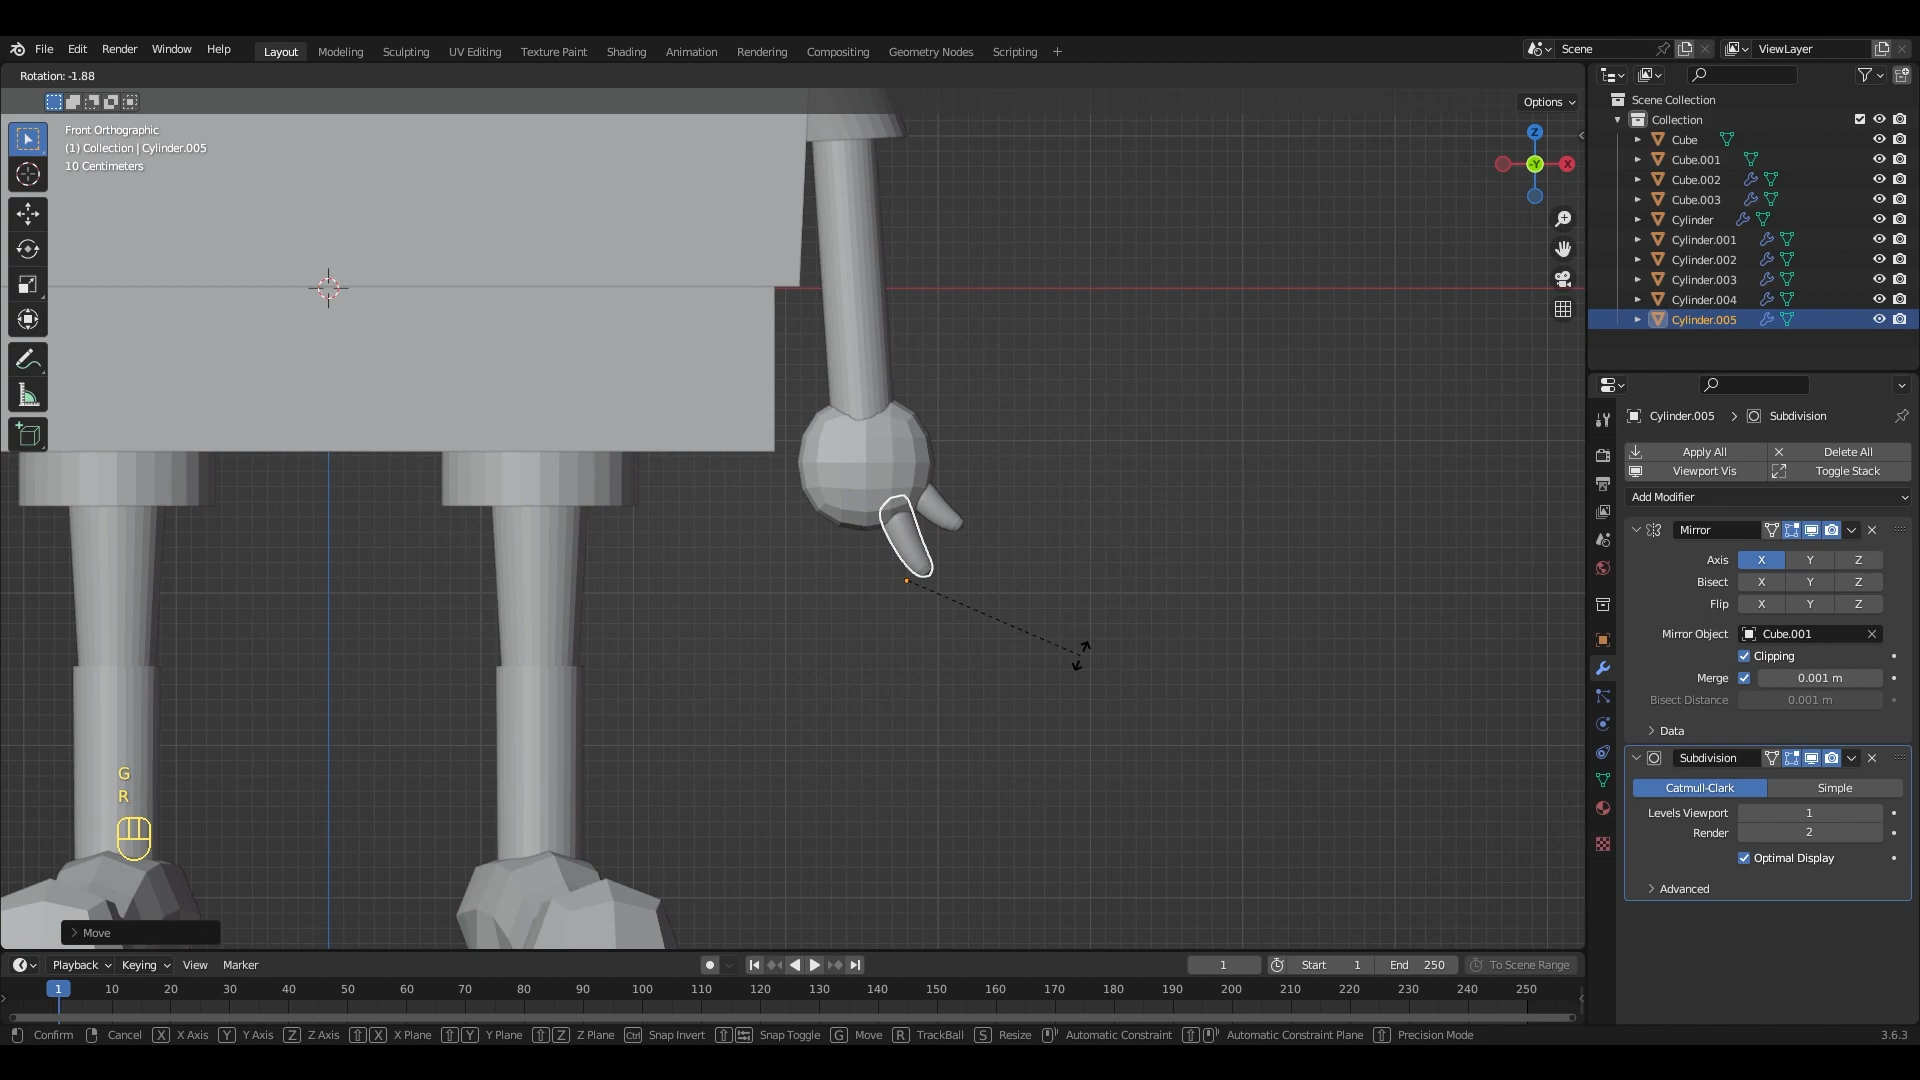 File Edit Render Window Help Layout Modeling Sculpting UV Editing Texture Paint Shading Animation Rendering Compositing Geometry Nodes Scripting + Scene ViewLayer
Rotation: -1.88
Options
Front Orthographic
(1) Collection | Cylinder.005
10 Centimeters
Z
X
-Y
G
R
> Move
Scene Collection
Collection
Cube
Cube.001
Cube.002
Cube.003
Cylinder
Cylinder.001
Cylinder.002
Cylinder.003
Cylinder.004
Cylinder.005
Cylinder.005 > Subdivision
Apply All Delete All
Viewport Vis Toggle Stack
Add Modifier
Mirror
Axis X Y Z
Bisect X Y Z
Flip X Y Z
Mirror Object Cube.001
Clipping
Merge 0.001 m
Bisect Distance 0.001 m
Data
Subdivision
Catmull-Clark Simple
Levels Viewport 1
Render 2
Optimal Display
Advanced
Playback Keying View Marker 1 Start 1 End 250 To Scene Range
1 10 20 30 40 50 60 70 80 90 100 110 120 130 140 150 160 170 180 190 200 210 220 230 240 250
Confirm Cancel X X Axis Y Y Axis Z Z Axis X X Plane Y Y Plane Z Z Plane Ctrl Snap Invert Snap Toggle G Move R TrackBall S Resize Automatic Constraint Automatic Constraint Plane Precision Mode 3.6.3